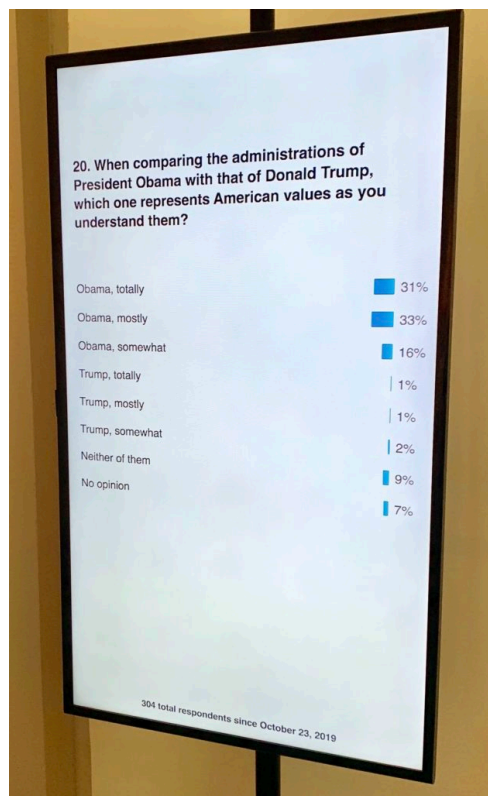 20. When comparing the administrations of
President Obama with that of Donald Trump,
which one represents American values as you
understand them?
Obama, totally 31%
Obama, mostly 33%
Obama, somewhat 16%
Trump, totally 1%
Trump, mostly 1%
Trump, somewhat 2%
Neither of them 9%
No opinion 7%
304 total respondents since October 23, 2019